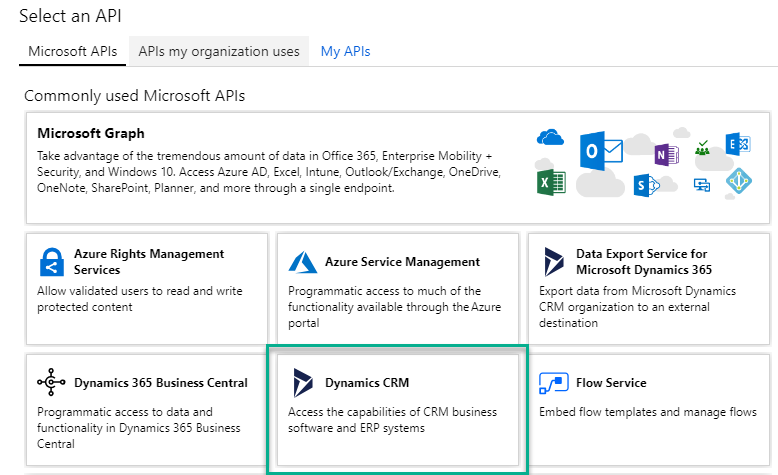 Select an API
Microsoft APIs
APIs my organization uses
My APIs
Commonly used Microsoft APIs
Microsoft Graph
Take advantage of the tremendous amount of data in Office 365, Enterprise Mobility +
Security, and Windows 10. Access Azure AD, Excel, Intune, Outlook/Exchange, OneDrive,
OneNote, SharePoint, Planner, and more through a single endpoint.
Azure Rights Management
Services
Allow validated users to read and write
protected content
Azure Service Management
Programmatic access to much of the
functionality available through the Azure
portal
Data Export Service for
Microsoft Dynamics 365
Export data from Microsoft Dynamics
CRM organization to an external
destination
Dynamics 365 Business Central
Programmatic access to data and
functionality in Dynamics 365 Business
Central
Dynamics CRM
Access the capabilities of CRM business
software and ERP systems
Flow Service
Embed flow templates and manage flows